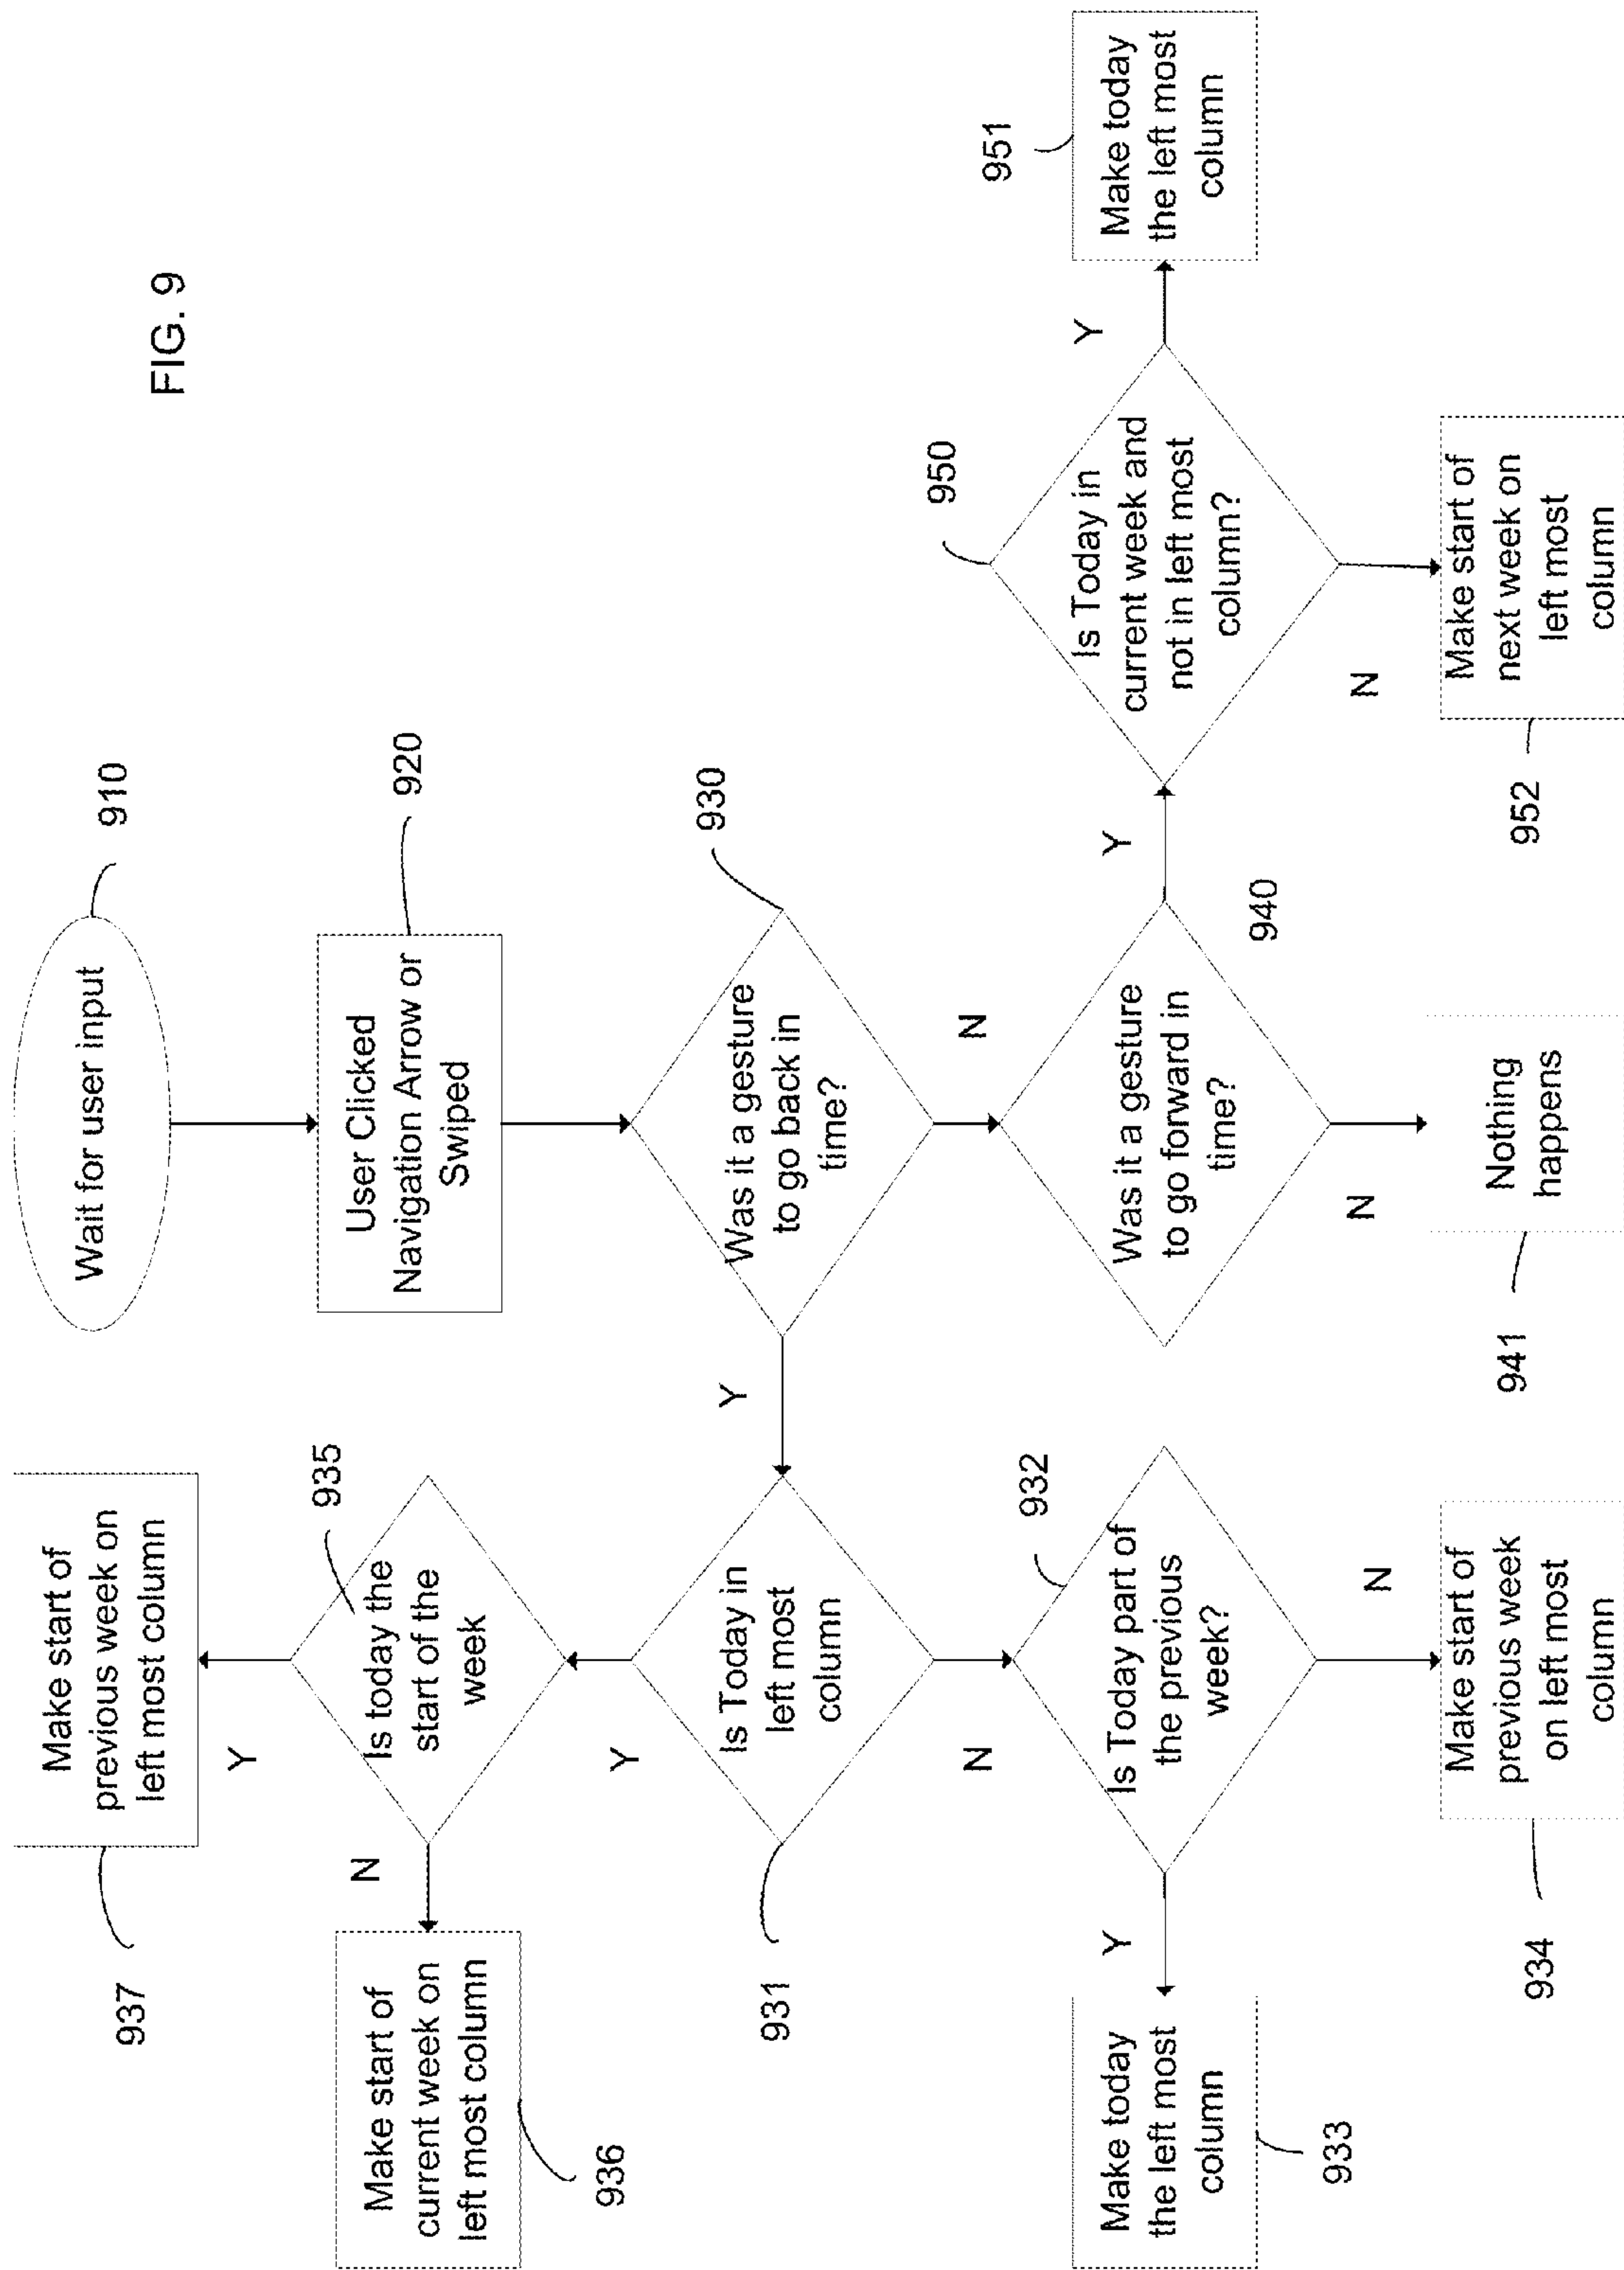 FIG. 9
Wait for user input
910
User Clicked
Navigation Arrow or
Swiped
920
Was it a gesture
to go back in
time?
930
Y
N
Is Today in
left most
column
931
Y
N
Is today the
start of the
week
935
Y
N
Make start of
previous week on
left most column
937
Make start of
current week on
left most column
936
Is Today part of
the previous
week?
932
Y
N
Make today
the left most
column
933
Make start of
previous week
on left most
column
934
Was it a gesture
to go forward in
time?
940
Y
N
Nothing
happens
941
Is Today in
current week and
not in left most
column?
950
Y
N
Make today
the left most
column
951
Make start of
next week on
left most
column
952